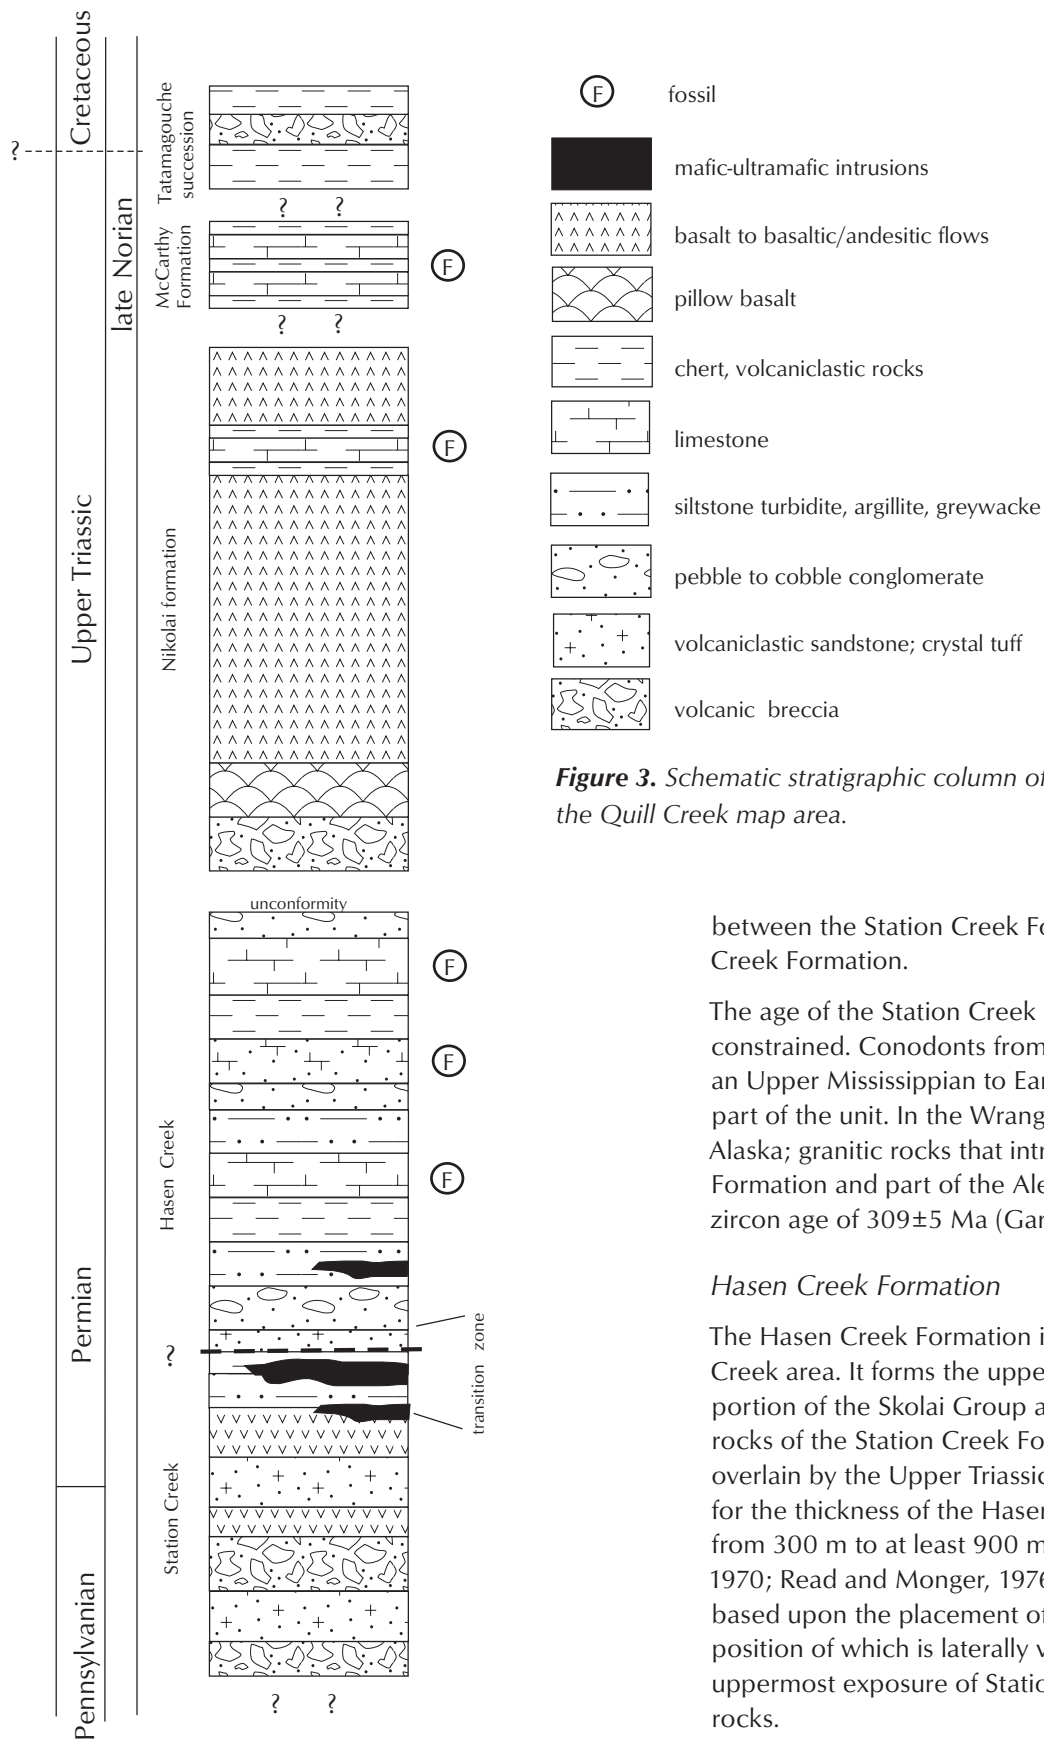 Cretaceous
?
Upper Triassic
late Norian
Permian
Pennsylvanian
Tatamagouche
succession
? ?
McCarthy
Formation
F
? ?
Nikolai formation
F
unconformity
F
F
Hasen Creek
F
?
transition zone
Station Creek
? ?
F fossil
mafic-ultramafic intrusions
basalt to basaltic/andesitic flows
pillow basalt
chert, volcaniclastic rocks
limestone
siltstone turbidite, argillite, greywacke
pebble to cobble conglomerate
volcaniclastic sandstone; crystal tuff
volcanic breccia
Figure 3. Schematic stratigraphic column of
the Quill Creek map area.
between the Station Creek Fo
Creek Formation.
The age of the Station Creek
constrained. Conodonts from
an Upper Mississippian to Ear
part of the unit. In the Wrang
Alaska; granitic rocks that intr
Formation and part of the Ale
zircon age of 309±5 Ma (Gar
Hasen Creek Formation
The Hasen Creek Formation i
Creek area. It forms the uppe
portion of the Skolai Group a
rocks of the Station Creek Fo
overlain by the Upper Triassic
for the thickness of the Hasen
from 300 m to at least 900 m
1970; Read and Monger, 1976
based upon the placement of
position of which is laterally v
uppermost exposure of Statio
rocks.